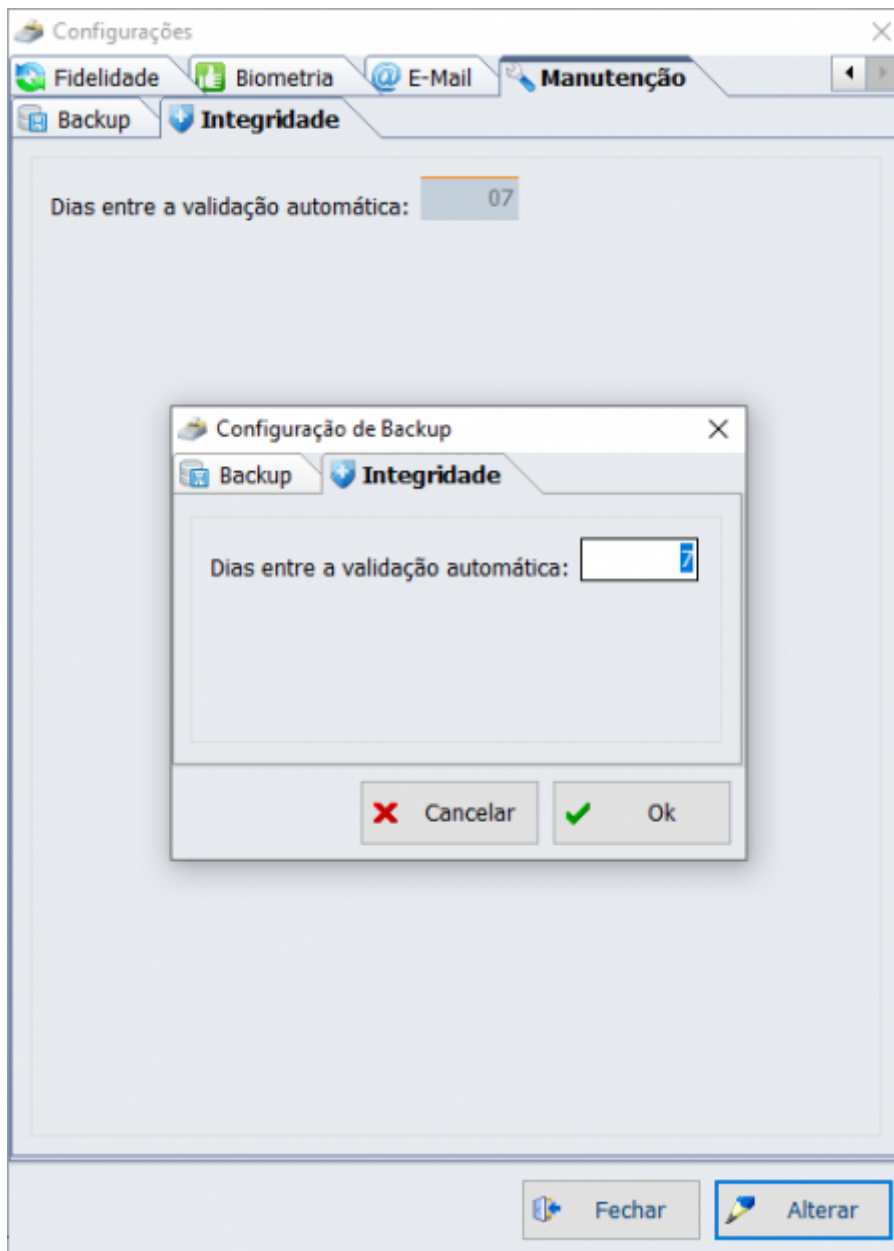 Configurações
Fidelidade Biometria E-Mail Manutenção
Backup Integridade
Dias entre a validação automática: 07
Configuração de Backup
Backup Integridade
Dias entre a validação automática: 7
Cancelar Ok
Fechar Alterar